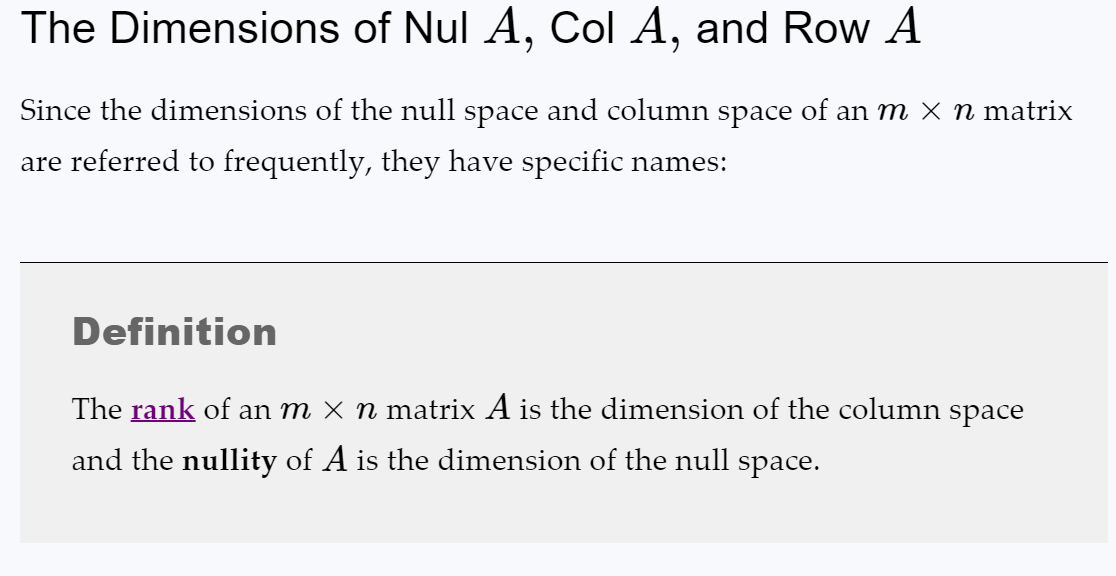 The Dimensions of Nul A, Col A, and Row A
Since the dimensions of the null space and column space of an m × n matrix
are referred to frequently, they have specific names:
Definition
The rank of an m × n matrix A is the dimension of the column space
and the nullity of A is the dimension of the null space.